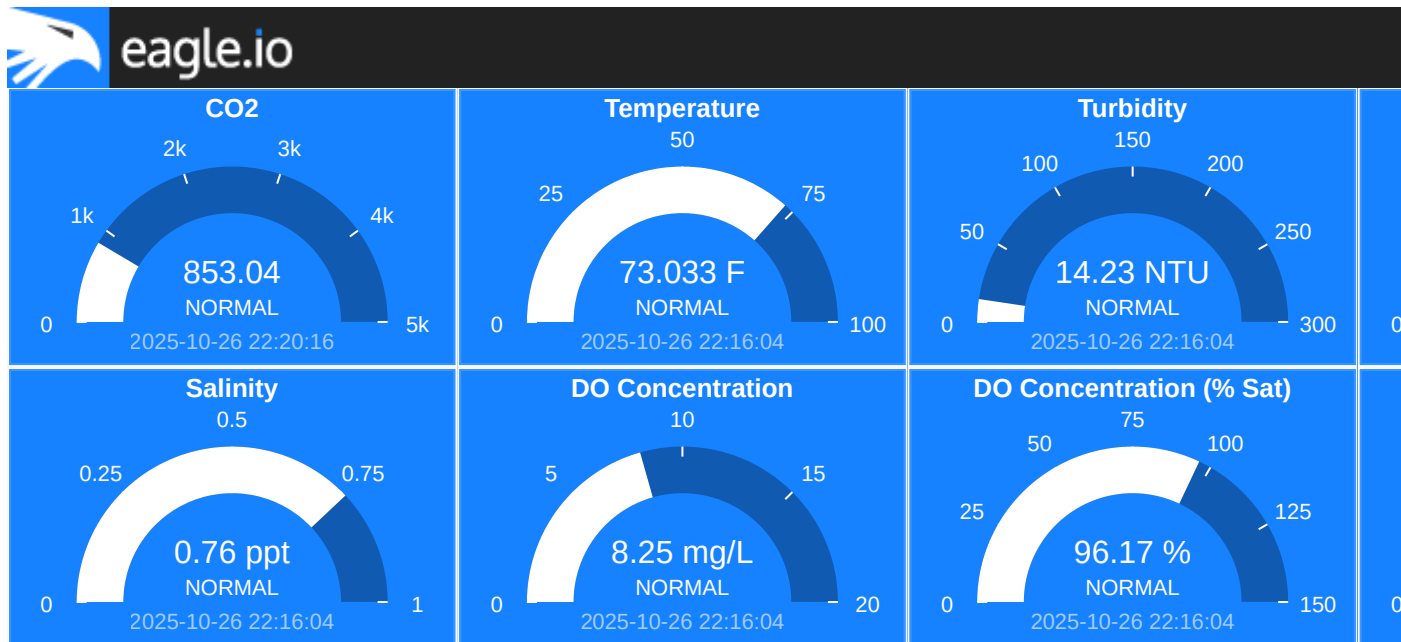 eagle.io
CO2
0
1k
2k
3k
4k
5k
853.04
NORMAL
2025-10-26 22:20:16
Temperature
0
25
50
75
100
73.033 F
NORMAL
2025-10-26 22:16:04
Turbidity
0
50
100
150
200
250
300
14.23 NTU
NORMAL
2025-10-26 22:16:04
0
Salinity
0
0.25
0.5
0.75
1
0.76 ppt
NORMAL
2025-10-26 22:16:04
DO Concentration
0
5
10
15
20
8.25 mg/L
NORMAL
2025-10-26 22:16:04
DO Concentration (% Sat)
0
25
50
75
100
125
150
96.17 %
NORMAL
2025-10-26 22:16:04
0